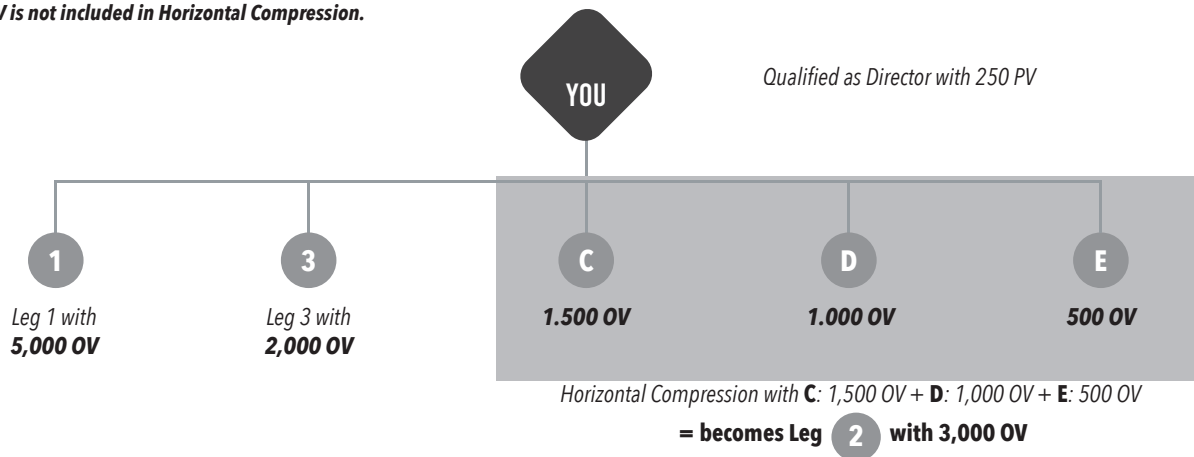 V is not included in Horizontal Compression.
YOU
Qualified as Director with 250 PV
1
3
C
D
E
Leg 1 with
5,000 OV
Leg 3 with
2,000 OV
1.500 OV
1.000 OV
500 OV
Horizontal Compression with C: 1,500 OV + D: 1,000 OV + E: 500 OV
= becomes Leg 2 with 3,000 OV